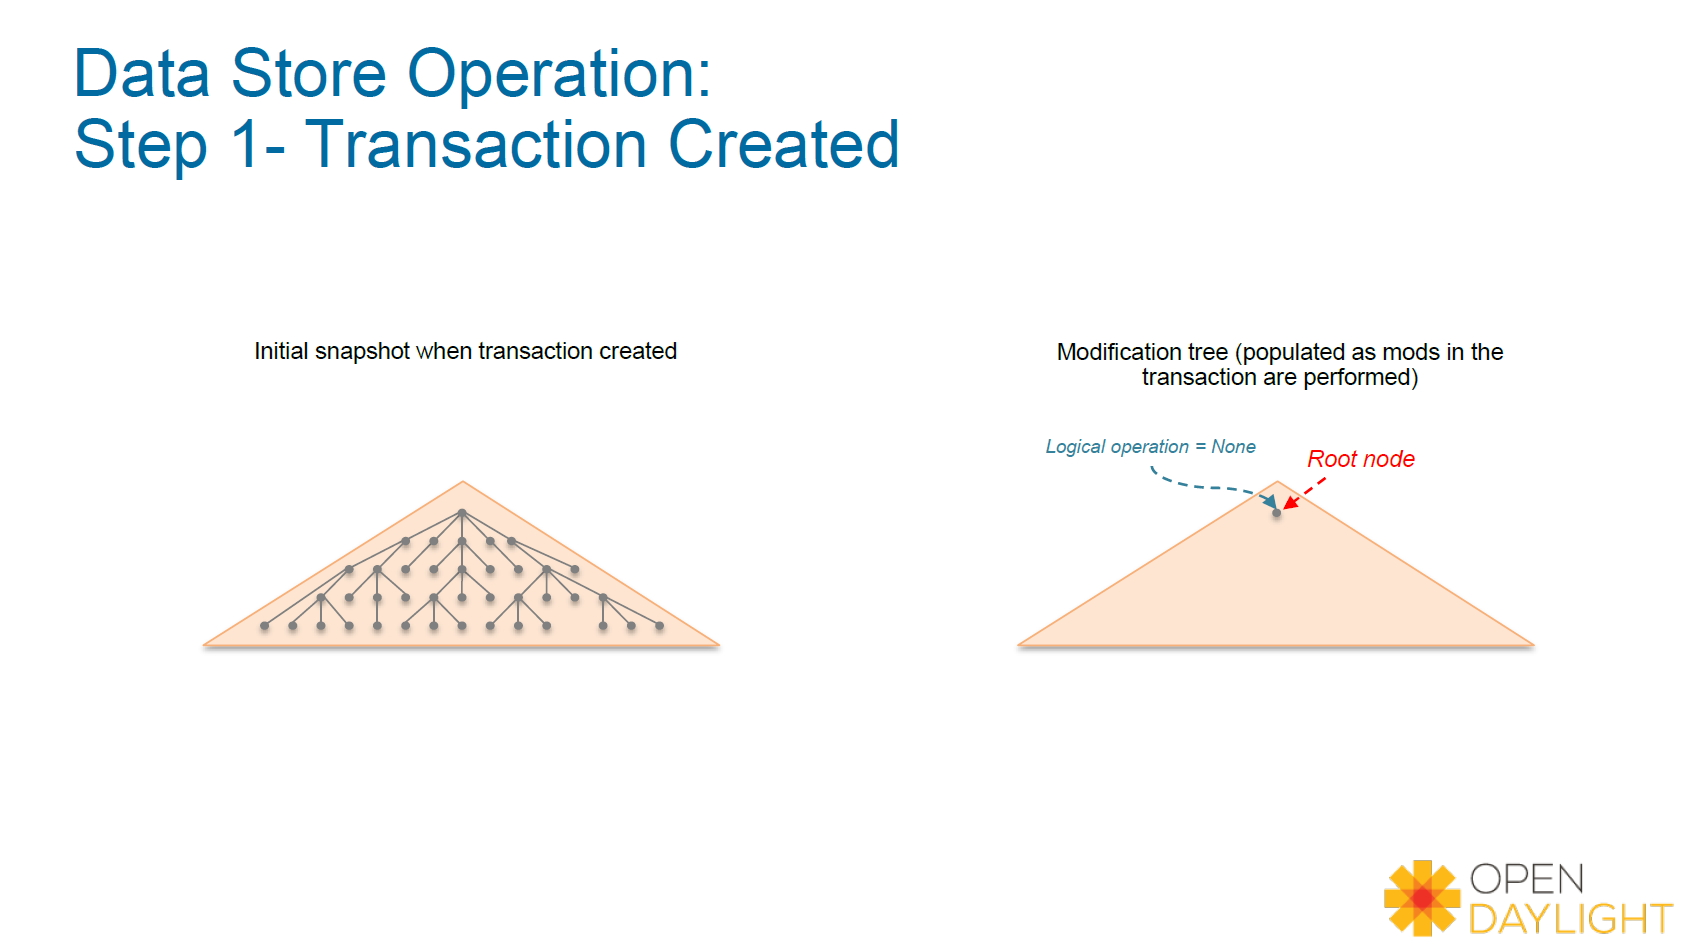 Data Store Operation:
Step 1- Transaction Created
Initial snapshot when transaction created
Modification tree (populated as mods in the
transaction are performed)
Logical operation = None
Root node
OPEN
DAYLIGHT